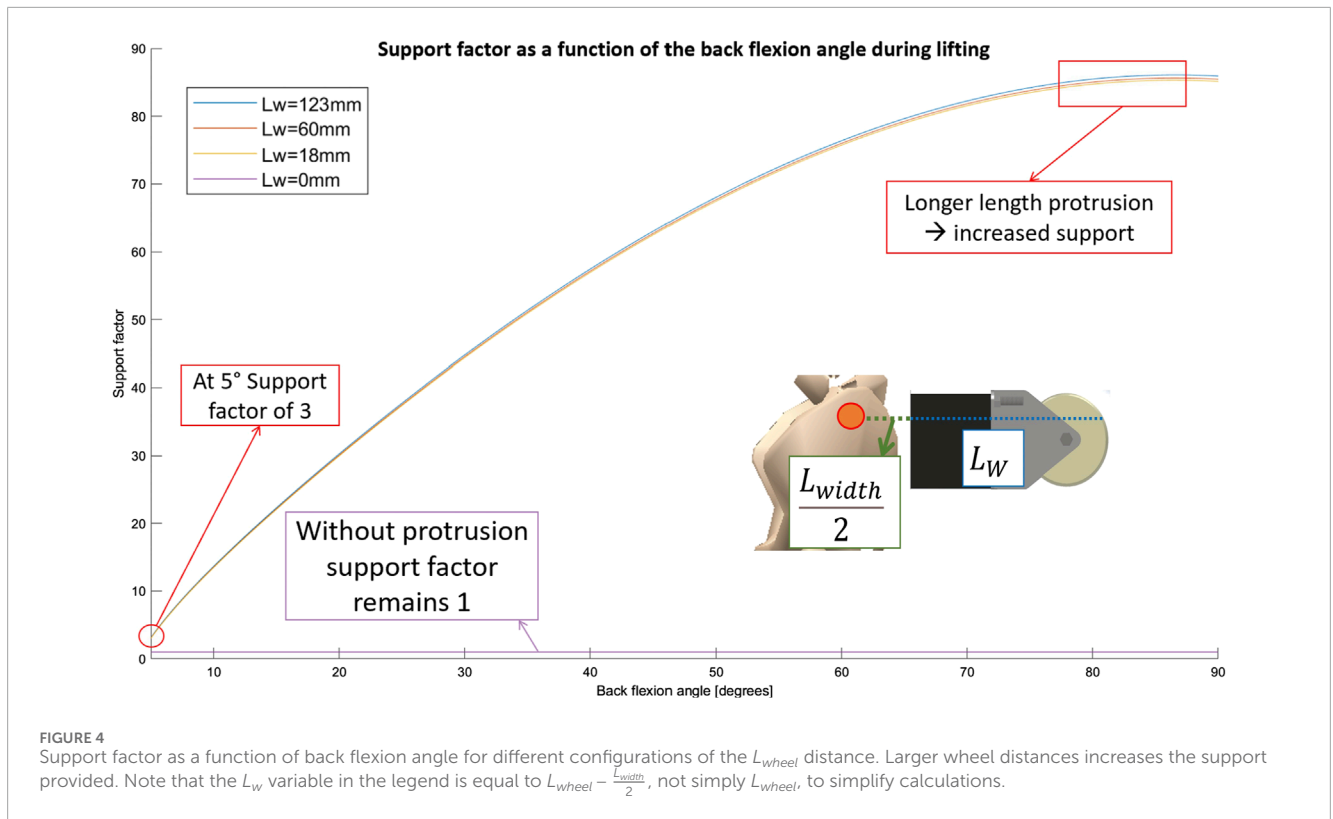 Support factor as a function of the back flexion angle during lifting
90
80
70
60
50
40
30
20
10
0
Support factor
Lw=123mm
Lw=60mm
Lw=18mm
Lw=0mm
Longer length protrusion
→ increased support
At 5° Support
factor of 3
Without protrusion
support factor
remains 1
L_width
2
L_W
10 20 30 40 50 60 70 80 90
Back flexion angle [degrees]
FIGURE 4
Support factor as a function of back flexion angle for different configurations of the L_wheel distance. Larger wheel distances increases the support
provided. Note that the L_w variable in the legend is equal to L_wheel – L_width/2, not simply L_wheel, to simplify calculations.